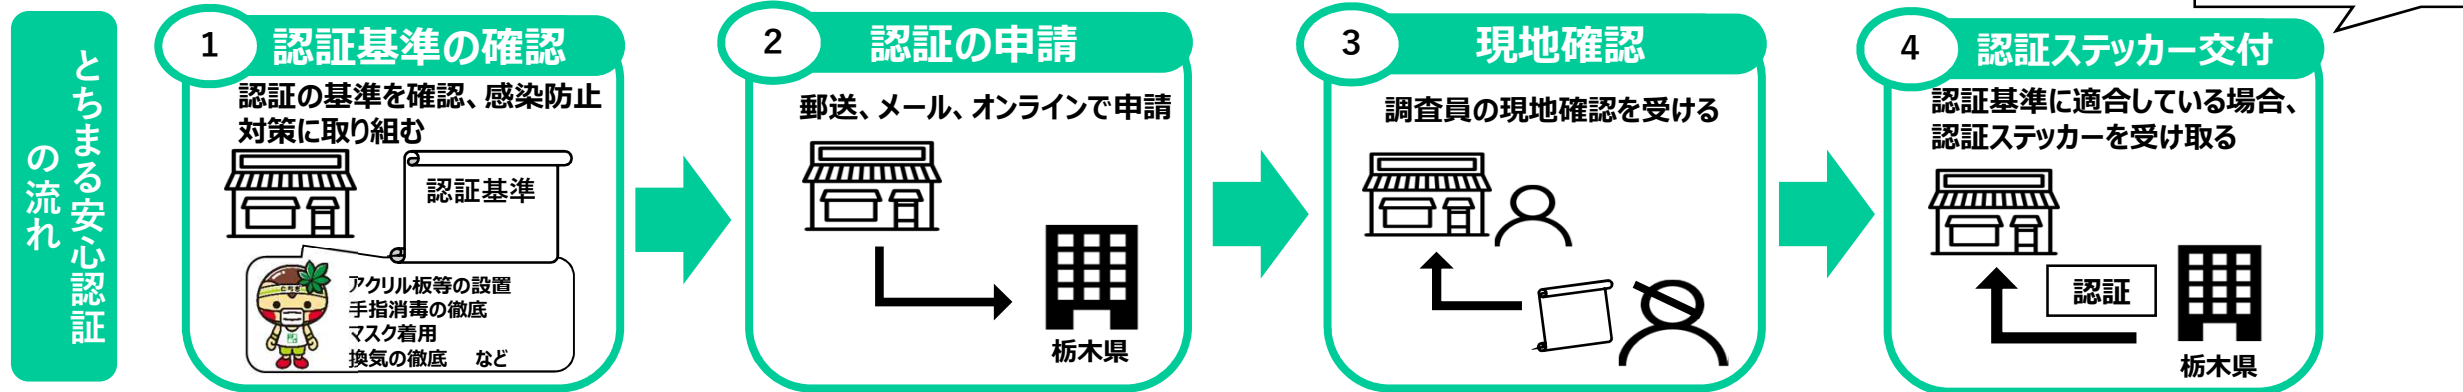 とちまる安心認証
の流れ
1
認証基準の確認
認証の基準を確認、感染防止
対策に取り組む
認証基準
とちぎ
アクリル板等の設置
手指消毒の徹底
マスク着用
換気の徹底 など
2
認証の申請
郵送、メール、オンラインで申請
栃木県
3
現地確認
調査員の現地確認を受ける
4
認証ステッカー交付
認証基準に適合している場合、
認証ステッカーを受け取る
認証
栃木県